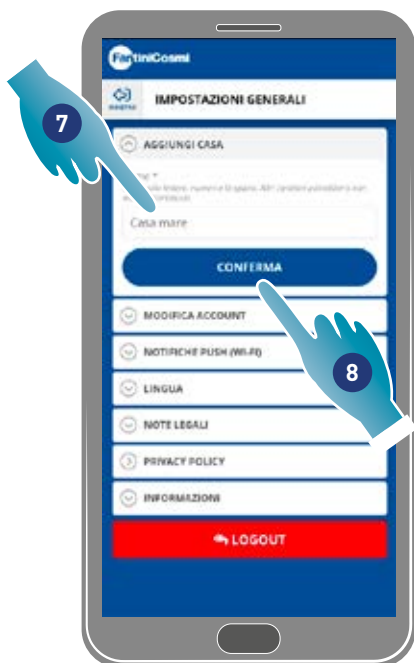 FantiniCosmi
IMPOSTAZIONI GENERALI
7
AGGIUNGI CASA
Casa mare
CONFERMA
MODIFICA ACCOUNT
NOTIFICHE PUSH (WI-FI)
8
LINGUA
NOTE LEGALI
PRIVACY POLICY
INFORMAZIONI
LOGOUT